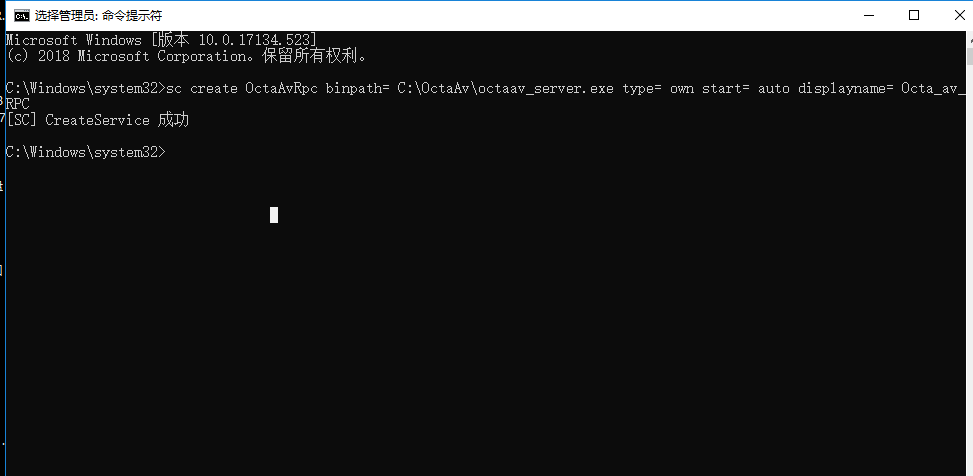 选择管理员: 命令提示符
Microsoft Windows [版本 10.0.17134.523]
(c) 2018 Microsoft Corporation。保留所有权利。
C:\Windows\system32>sc create OctaAvRpc binpath= C:\OctaAv\octaav_server.exe type= own start= auto displayname= Octa_av_
RPC
[SC] CreateService 成功
C:\Windows\system32>